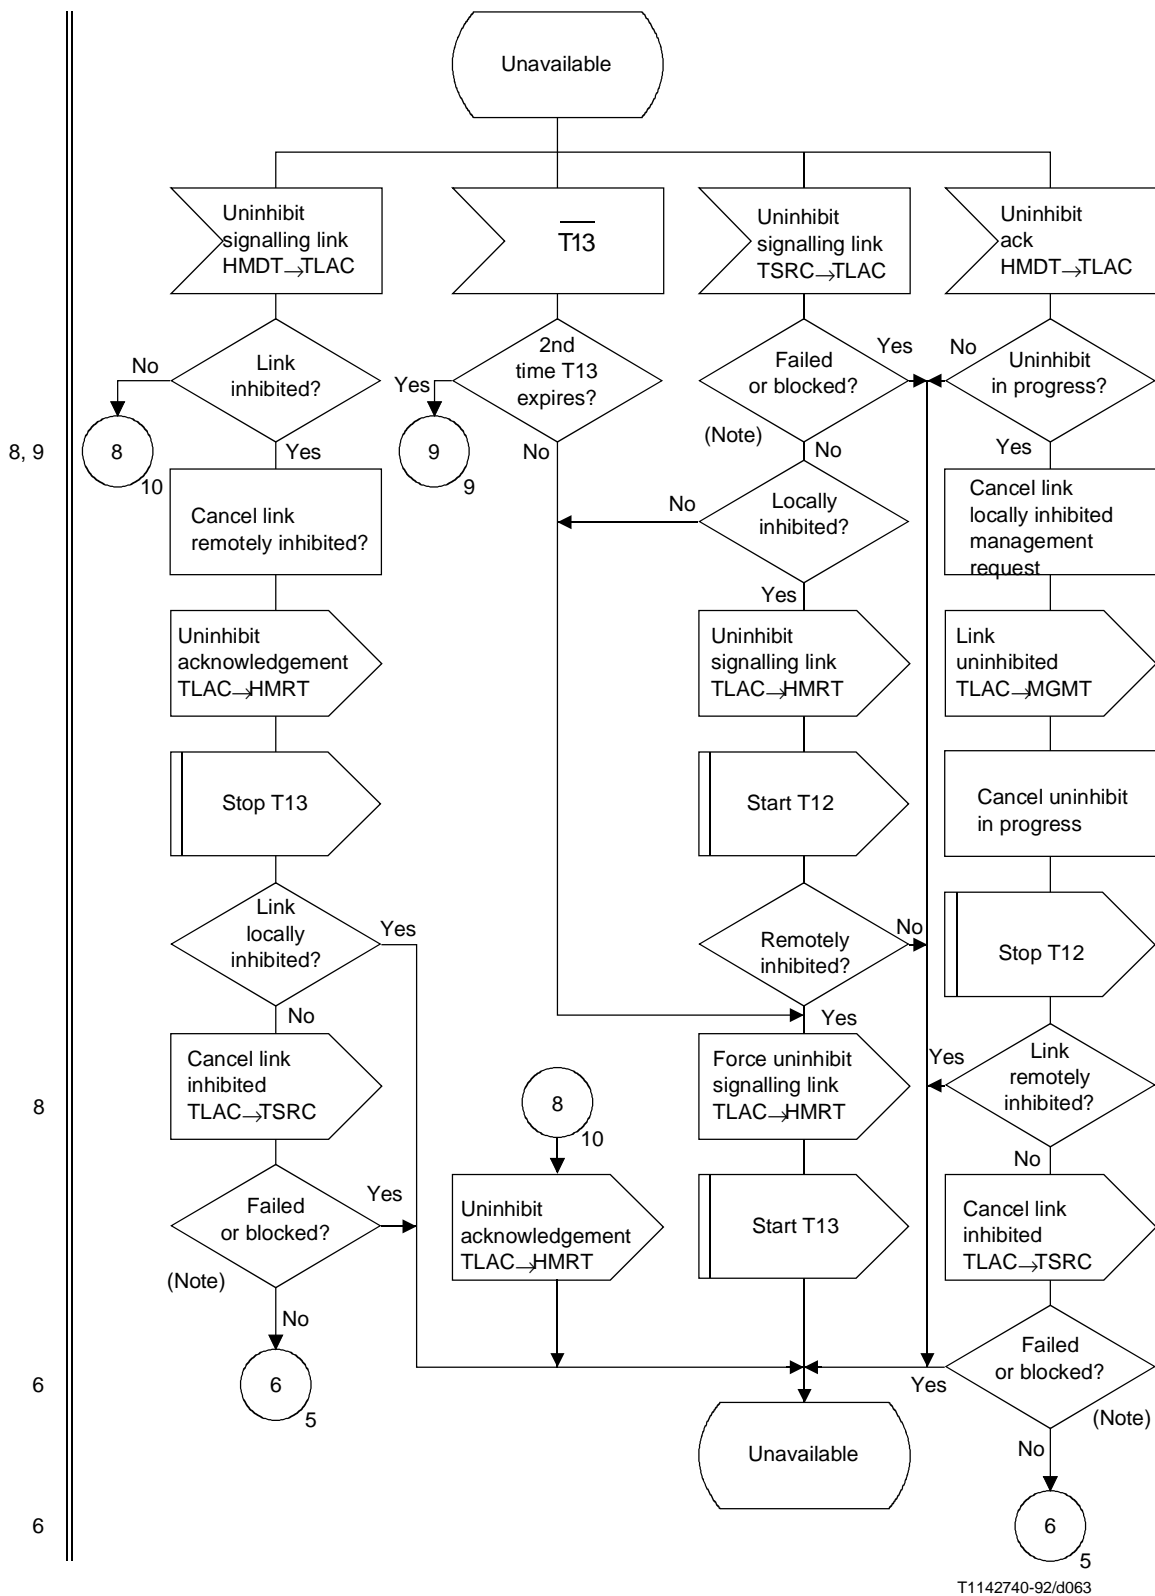 Unavailable
Uninhibit
signalling link
HMDT→TLAC
T13
Uninhibit
signalling link
TSRC→TLAC
Uninhibit
ack
HMDT→TLAC
No
Link
inhibited?
Yes
2nd
time T13
expires?
Failed
or blocked?
Yes
No
Uninhibit
in progress?
8, 9
8
10
Yes
9
9
No
(Note)
No
Yes
Cancel link
remotely inhibited?
No
Locally
inhibited?
Cancel link
locally inhibited
management
request
Yes
Uninhibit
acknowledgement
TLAC→HMRT
Uninhibit
signalling link
TLAC→HMRT
Link
uninhibited
TLAC→MGMT
Stop T13
Start T12
Cancel uninhibit
in progress
Link
locally
inhibited?
Yes
Remotely
inhibited?
No
Stop T12
No
Yes
Cancel link
inhibited
TLAC→TSRC
Force uninhibit
signalling link
TLAC→HMRT
Yes
Link
remotely
inhibited?
8
8
10
No
Failed
or blocked?
Yes
(Note)
Uninhibit
acknowledgement
TLAC→HMRT
Start T13
Cancel link
inhibited
TLAC→TSRC
No
Failed
or blocked?
Yes
(Note)
6
6
5
Unavailable
No
6
6
5
T1142740-92/d063